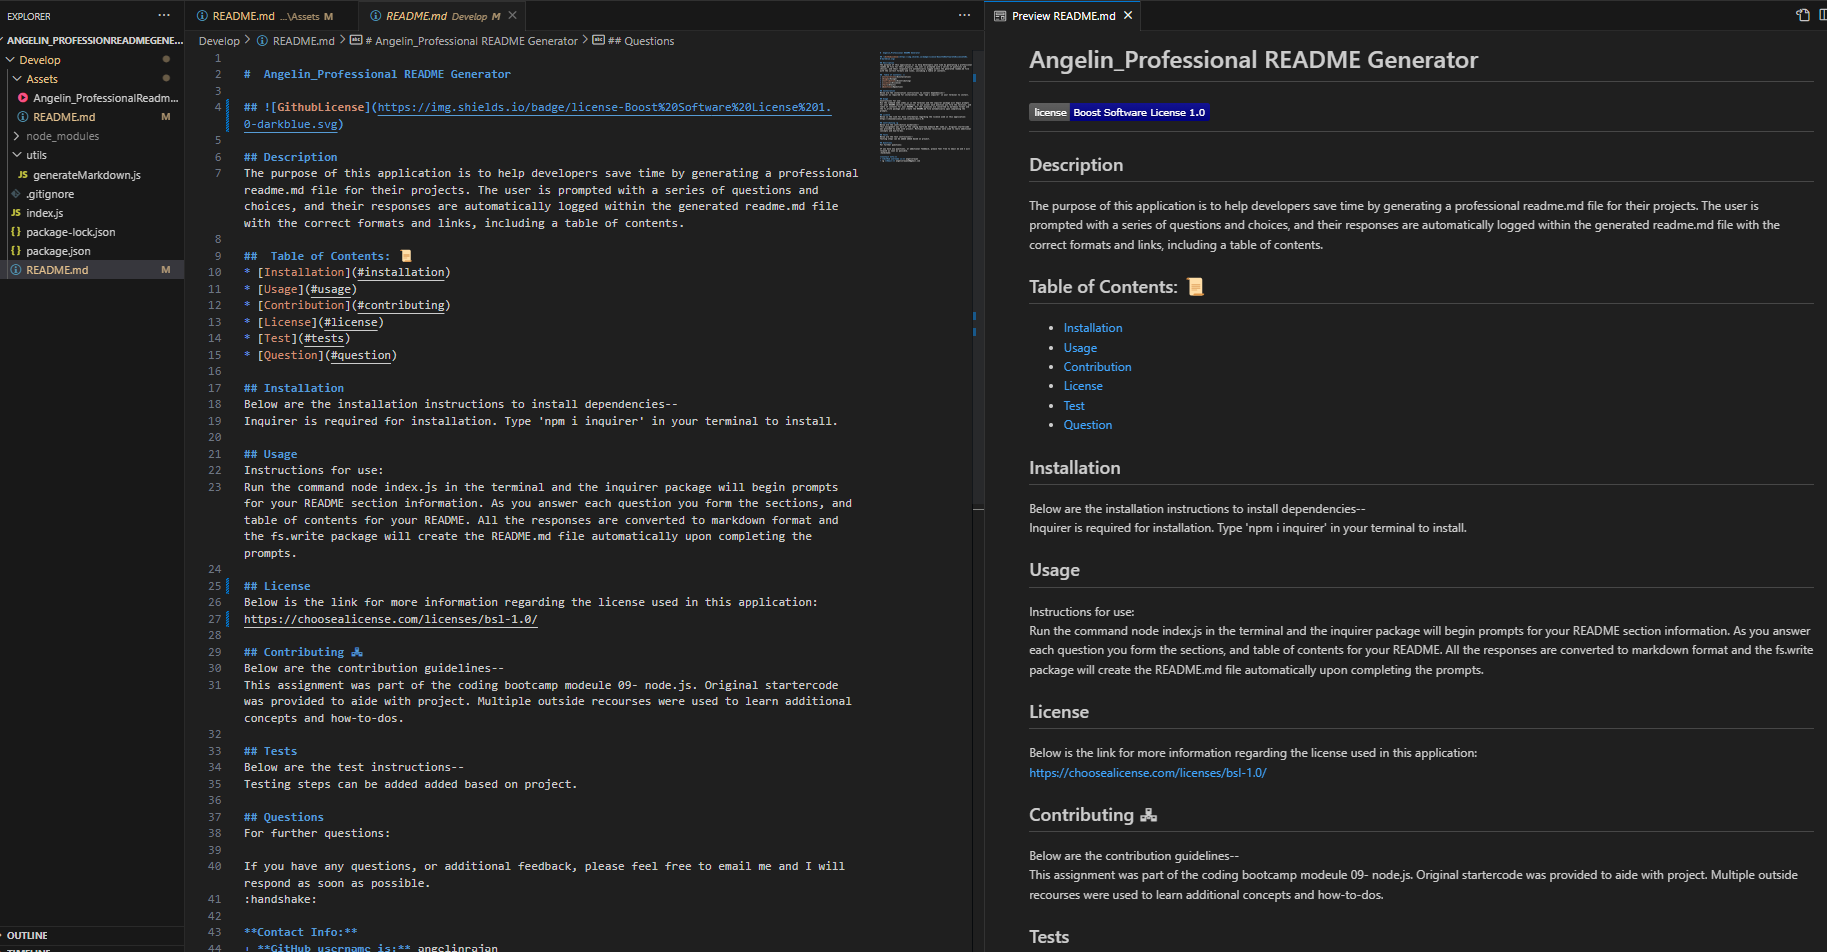 EXPLORER
ANGELIN_PROFESSIONREADMEGENE...
Develop
Assets
Angelin_ProfessionalReadm...
README.md M
node_modules
utils
JS generateMarkdown.js
.gitignore
JS index.js
{} package-lock.json
{} package.json
README.md M
OUTLINE
README.md ...\Assets M
README.md Develop M
Develop > README.md > # Angelin_Professional README Generator > ## Questions
1
2 #  Angelin_Professional README Generator
3
4 ## ![GithubLicense](https://img.shields.io/badge/license-Boost%20Software%20License%201.
0-darkblue.svg)
5
6 ## Description
7 The purpose of this application is to help developers save time by generating a professional
readme.md file for their projects. The user is prompted with a series of questions and
choices, and their responses are automatically logged within the generated readme.md file
with the correct formats and links, including a table of contents.
8
9 ##  Table of Contents: 📜
10 * [Installation](#installation)
11 * [Usage](#usage)
12 * [Contribution](#contributing)
13 * [License](#license)
14 * [Test](#tests)
15 * [Question](#question)
16
17 ## Installation
18 Below are the installation instructions to install dependencies--
19 Inquirer is required for installation. Type 'npm i inquirer' in your terminal to install.
20
21 ## Usage
22 Instructions for use:
23 Run the command node index.js in the terminal and the inquirer package will begin prompts
for your README section information. As you answer each question you form the sections, and
table of contents for your README. All the responses are converted to markdown format and
the fs.write package will create the README.md file automatically upon completing the
prompts.
24
25 ## License
26 Below is the link for more information regarding the license used in this application:
27 https://choosealicense.com/licenses/bsl-1.0/
28
29 ## Contributing
30 Below are the contribution guidelines--
31 This assignment was part of the coding bootcamp modeule 09- node.js. Original startercode
was provided to aide with project. Multiple outside recourses were used to learn additional
concepts and how-to-dos.
32
33 ## Tests
34 Below are the test instructions--
35 Testing steps can be added added based on project.
36
37 ## Questions
38 For further questions:
39
40 If you have any questions, or additional feedback, please feel free to email me and I will
respond as soon as possible.
41 :handshake:
42
43 **Contact Info:**
44 **GitHub username is:** angelinrajan
Preview README.md
Angelin_Professional README Generator
license Boost Software License 1.0
Description
The purpose of this application is to help developers save time by generating a professional readme.md file for their projects. The user is
prompted with a series of questions and choices, and their responses are automatically logged within the generated readme.md file with the
correct formats and links, including a table of contents.
Table of Contents: 📜
• Installation
• Usage
• Contribution
• License
• Test
• Question
Installation
Below are the installation instructions to install dependencies--
Inquirer is required for installation. Type 'npm i inquirer' in your terminal to install.
Usage
Instructions for use:
Run the command node index.js in the terminal and the inquirer package will begin prompts for your README section information. As you answer
each question you form the sections, and table of contents for your README. All the responses are converted to markdown format and the fs.write
package will create the README.md file automatically upon completing the prompts.
License
Below is the link for more information regarding the license used in this application:
https://choosealicense.com/licenses/bsl-1.0/
Contributing
Below are the contribution guidelines--
This assignment was part of the coding bootcamp modeule 09- node.js. Original startercode was provided to aide with project. Multiple outside
recourses were used to learn additional concepts and how-to-dos.
Tests